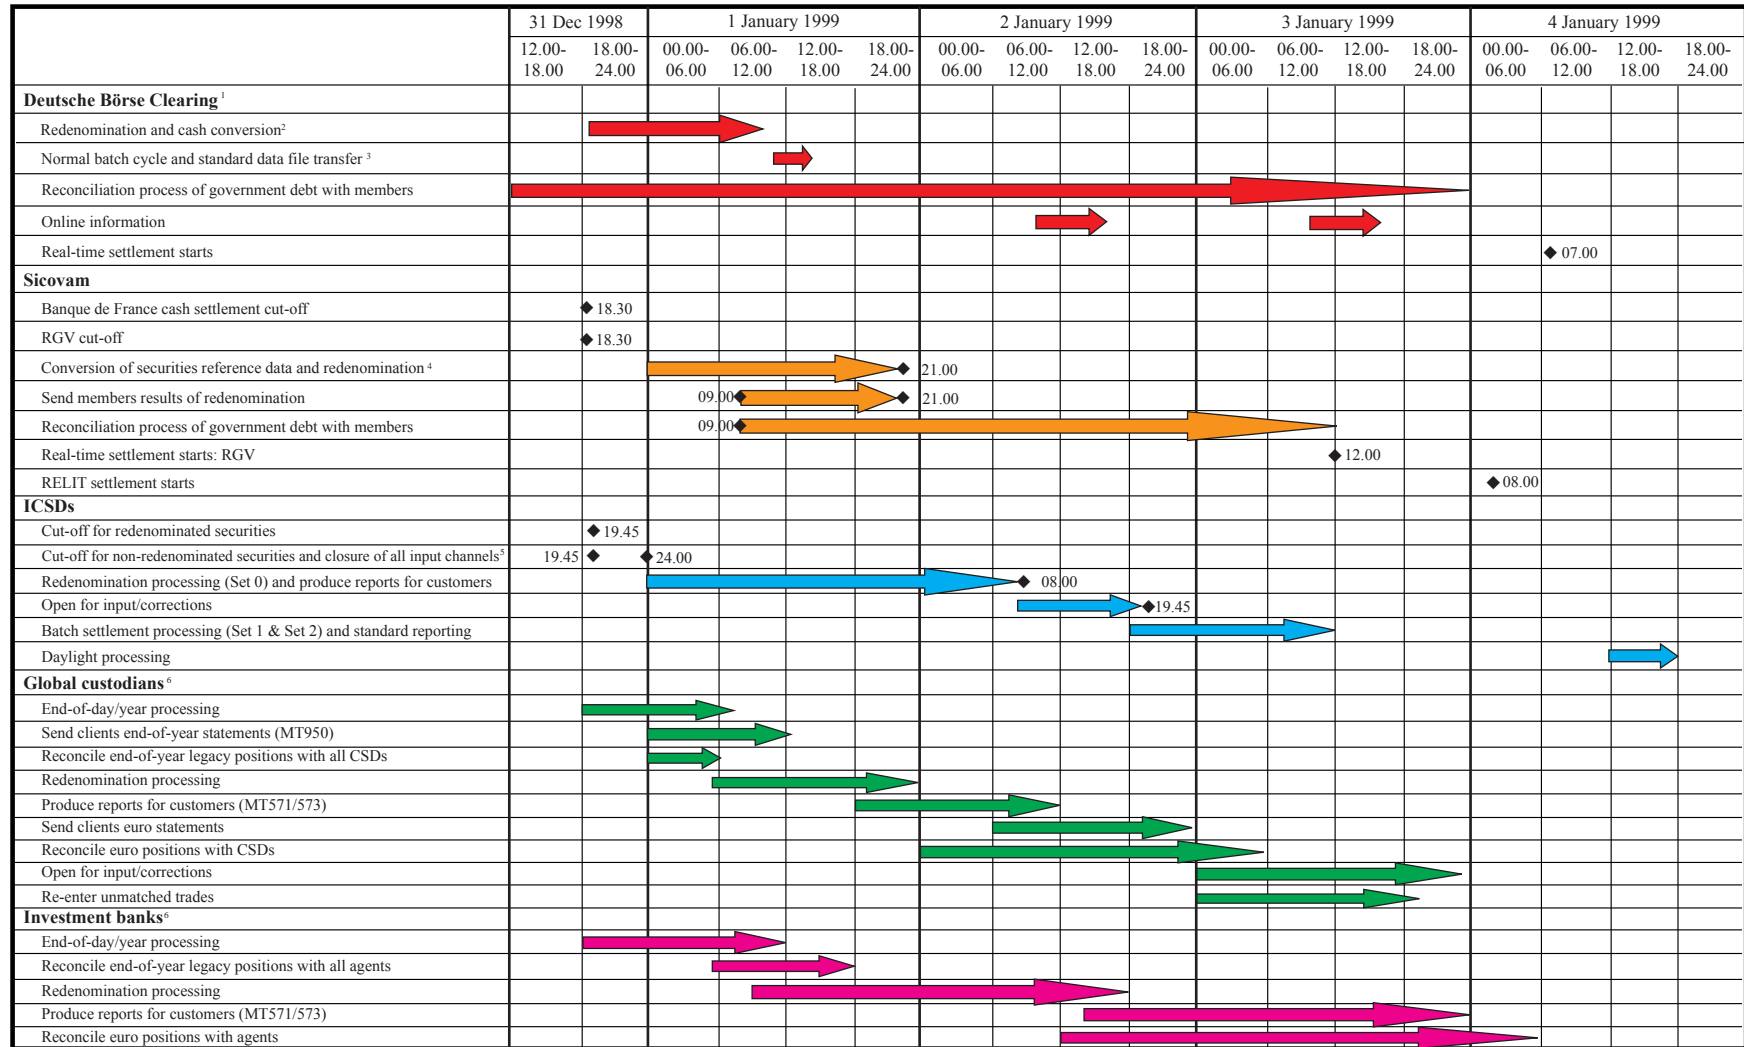 31 Dec 1998 1 January 1999 2 January 1999 3 January 1999 4 January 1999
12.00- 18.00- 00.00- 06.00- 12.00- 18.00- 00.00- 06.00- 12.00- 18.00- 00.00- 06.00- 12.00- 18.00- 00.00- 06.00- 12.00- 18.00-
18.00 24.00 06.00 12.00 18.00 24.00 06.00 12.00 18.00 24.00 06.00 12.00 18.00 24.00 06.00 12.00 18.00 24.00
Deutsche Börse Clearing 1
Redenomination and cash conversion2
Normal batch cycle and standard data file transfer 3
Reconciliation process of government debt with members
Online information
Real-time settlement starts 07.00
Sicovam
Banque de France cash settlement cut-off 18.30
RGV cut-off 18.30
Conversion of securities reference data and redenomination 4 21.00
Send members results of redenomination 09.00 21.00
Reconciliation process of government debt with members 09.00
Real-time settlement starts: RGV 12.00
RELIT settlement starts 08.00
ICSDs
Cut-off for redenominated securities 19.45
Cut-off for non-redenominated securities and closure of all input channels5 19.45 24.00
Redenomination processing (Set 0) and produce reports for customers 08.00
Open for input/corrections 19.45
Batch settlement processing (Set 1 & Set 2) and standard reporting
Daylight processing
Global custodians 6
End-of-day/year processing
Send clients end-of-year statements (MT950)
Reconcile end-of-year legacy positions with all CSDs
Redenomination processing
Produce reports for customers (MT571/573)
Send clients euro statements
Reconcile euro positions with CSDs
Open for input/corrections
Re-enter unmatched trades
Investment banks6
End-of-day/year processing
Reconcile end-of-year legacy positions with all agents
Redenomination processing
Produce reports for customers (MT571/573)
Reconcile euro positions with agents